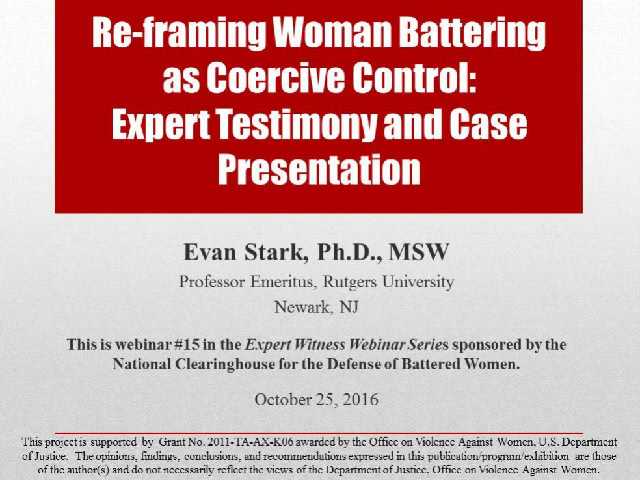 Re-framing Woman Battering
as Coercive Control:
Expert Testimony and Case
Presentation
Evan Stark, Ph.D., MSW
Professor Emeritus, Rutgers University
Newark, NJ
This is webinar #15 in the Expert Witness Webinar Series sponsored by the
National Clearinghouse for the Defense of Battered Women.
October 25, 2016
This project is supported by Grant No. 2011-TA-AX-K06 awarded by the Office on Violence Against Women, U.S. Department
of Justice. The opinions, findings, conclusions, and recommendations expressed in this publication/program/exhibition are those
of the author(s) and do not necessarily reflect the views of the Department of Justice, Office on Violence Against Women.